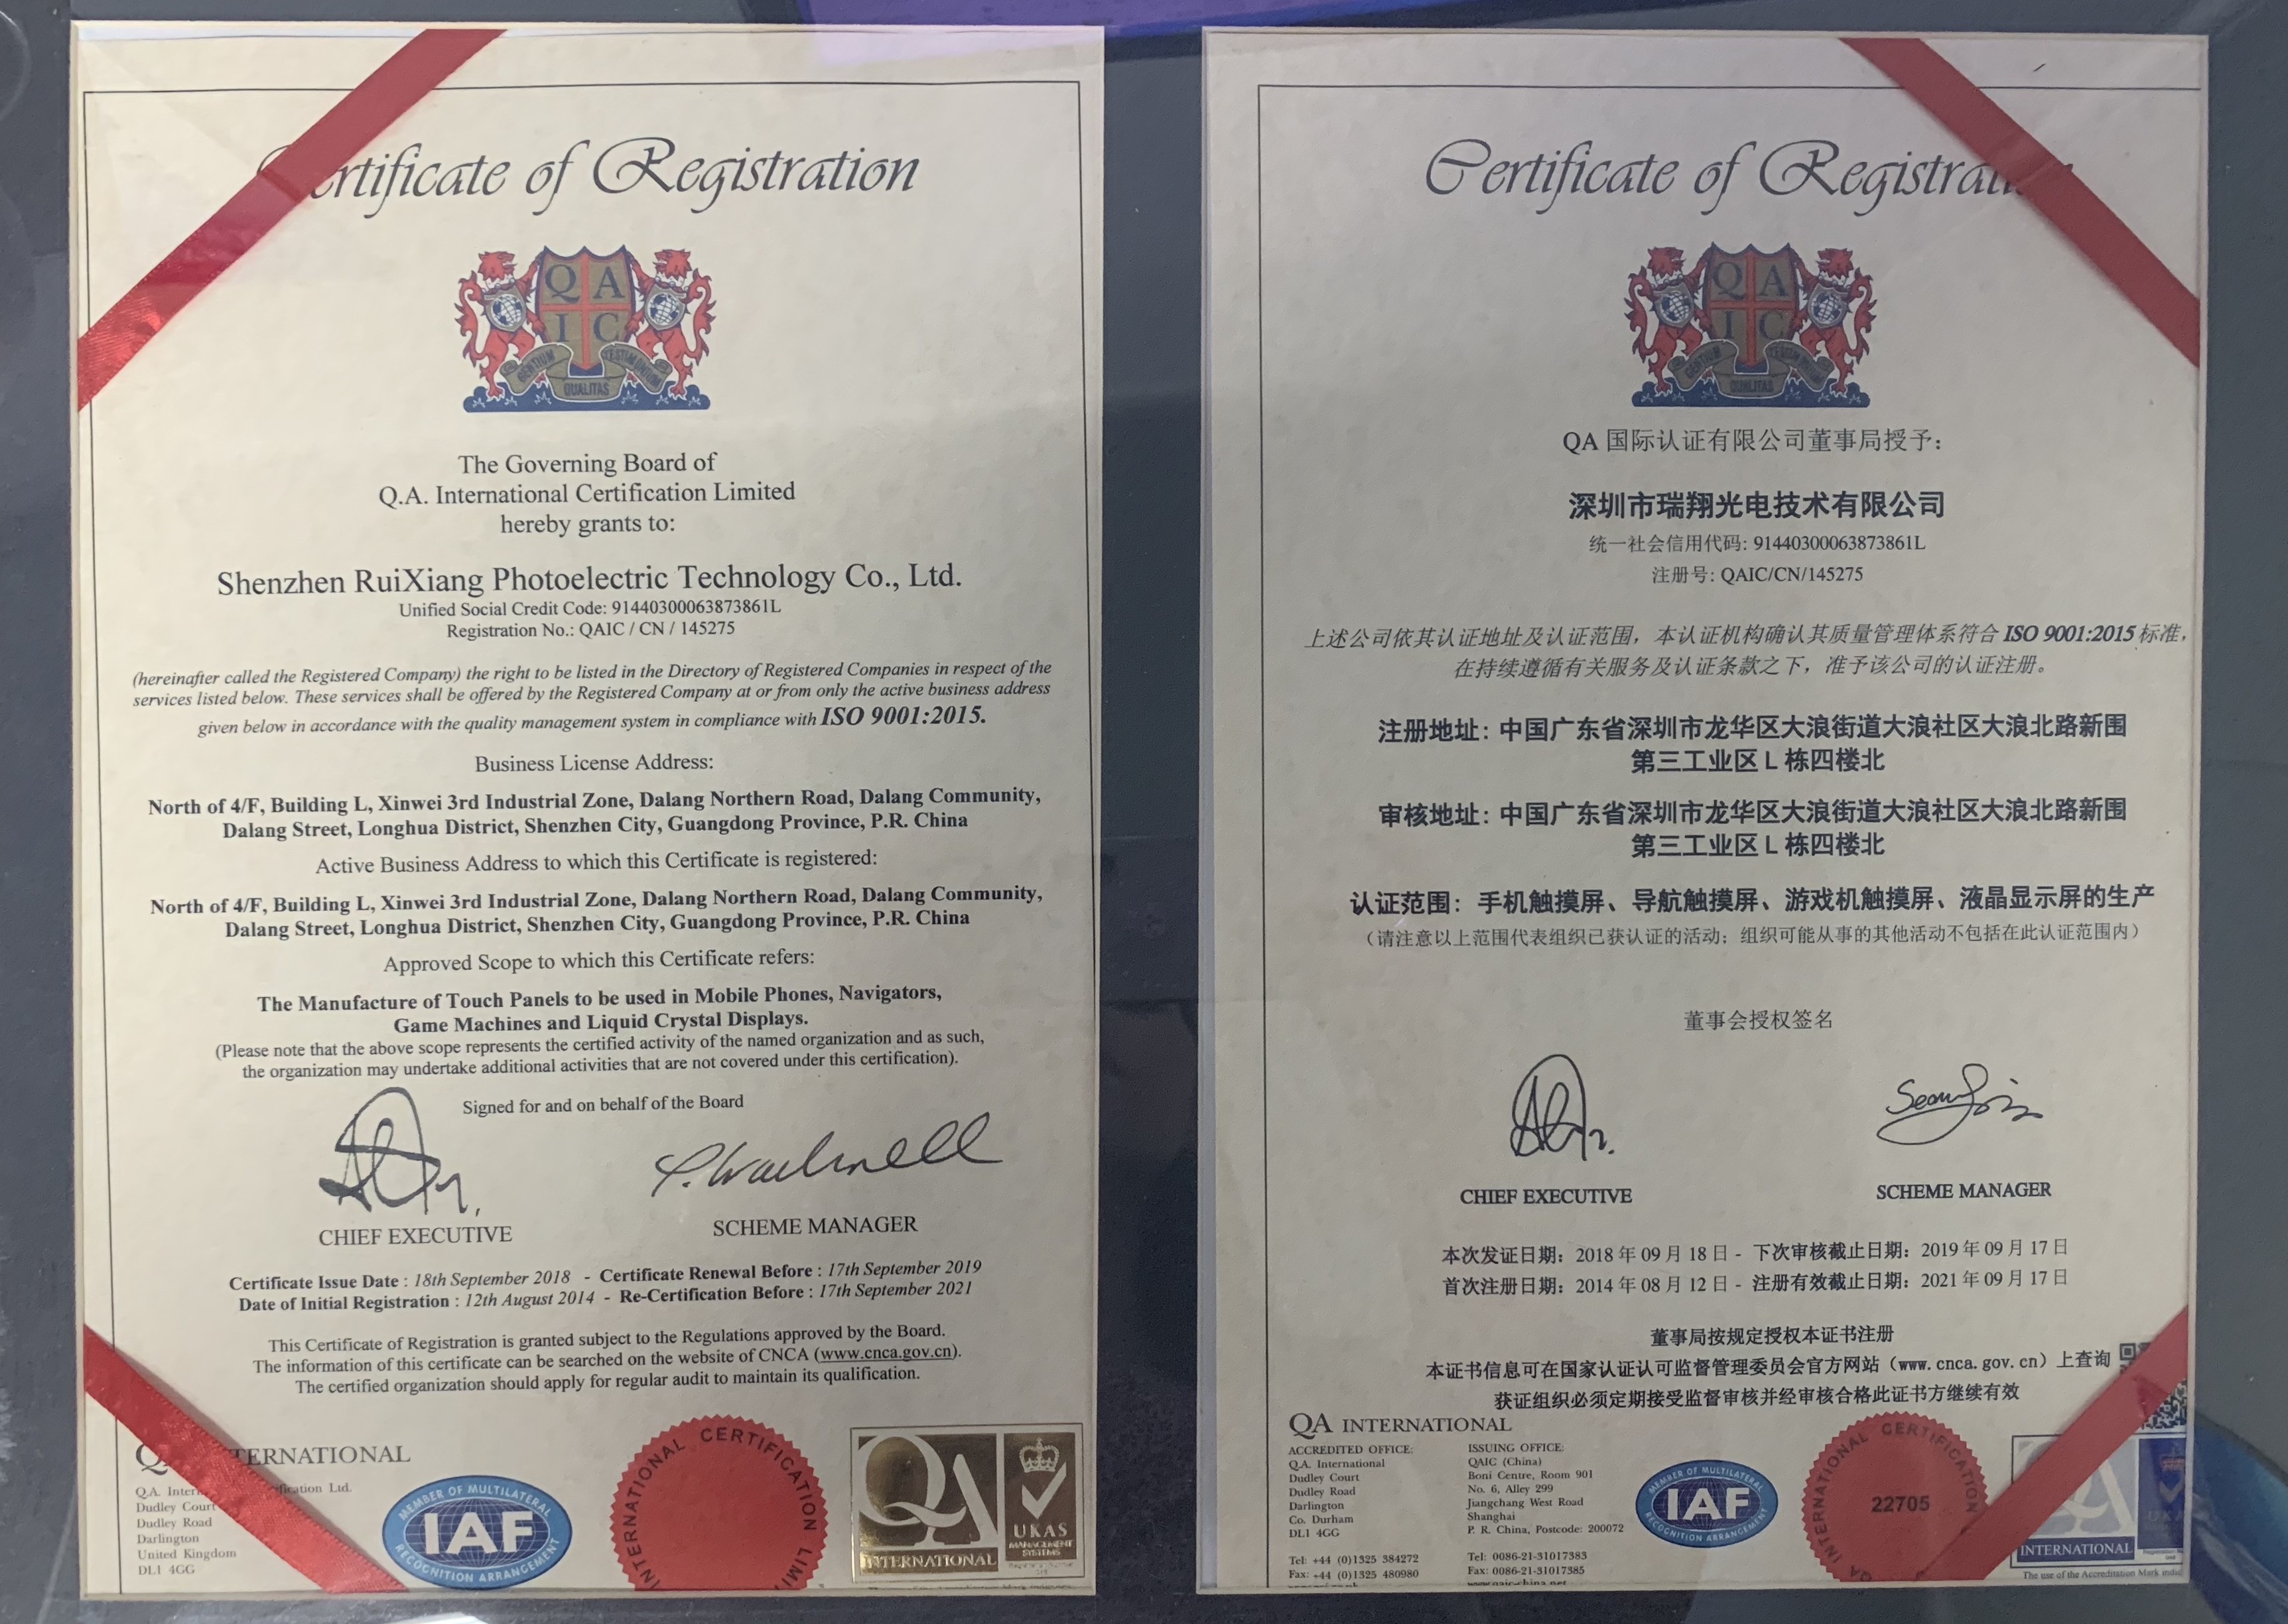 Certificate of Registration
QA
IC
GENTIUM
QUALITAS
TESTIMONIUM
The Governing Board of
Q.A. International Certification Limited
hereby grants to:
Shenzhen RuiXiang Photoelectric Technology Co., Ltd.
Unified Social Credit Code: 91440300063873861L
Registration No.: QAIC / CN / 145275
(hereinafter called the Registered Company) the right to be listed in the Directory of Registered Companies in respect of the
services listed below. These services shall be offered by the Registered Company at or from only the active business address
given below in accordance with the quality management system in compliance with ISO 9001:2015.
Business License Address:
North of 4/F, Building L, Xinwei 3rd Industrial Zone, Dalang Northern Road, Dalang Community,
Dalang Street, Longhua District, Shenzhen City, Guangdong Province, P.R. China
Active Business Address to which this Certificate is registered:
North of 4/F, Building L, Xinwei 3rd Industrial Zone, Dalang Northern Road, Dalang Community,
Dalang Street, Longhua District, Shenzhen City, Guangdong Province, P.R. China
Approved Scope to which this Certificate refers:
The Manufacture of Touch Panels to be used in Mobile Phones, Navigators,
Game Machines and Liquid Crystal Displays.
(Please note that the above scope represents the certified activity of the named organization and as such,
the organization may undertake additional activities that are not covered under this certification).
Signed for and on behalf of the Board
CHIEF EXECUTIVE
SCHEME MANAGER
Certificate Issue Date : 18th September 2018 - Certificate Renewal Before : 17th September 2019
Date of Initial Registration : 12th August 2014 - Re-Certification Before : 17th September 2021
This Certificate of Registration is granted subject to the Regulations approved by the Board.
The information of this certificate can be searched on the website of CNCA (www.cnca.gov.cn).
The certified organization should apply for regular audit to maintain its qualification.
Dudley Court
Dudley Road
Darlington
United Kingdom
DL1 4GG
MEMBER OF MULTILATERAL
IAF
RECOGNITION ARRANGEMENT
INTERNATIONAL CERTIFICATION
QA
INTERNATIONAL
UKAS
MANAGEMENT
SYSTEMS
Certificate of
QA
IC
GENTIUM
QUALITAS
TESTIMONIUM
QA 国际认证有限公司董事局授予:
深圳市瑞翔光电技术有限公司
统一社会信用代码: 91440300063873861L
注册号: QAIC/CN/145275
上述公司依其认证地址及认证范围，本认证机构确认其质量管理体系符合 ISO 9001:2015 标准，
在持续遵循有关服务及认证条款之下，准予该公司的认证注册。
注册地址：中国广东省深圳市龙华区大浪街道大浪社区大浪北路新围
第三工业区 L 栋四楼北
审核地址：中国广东省深圳市龙华区大浪街道大浪社区大浪北路新围
第三工业区 L 栋四楼北
认证范围：手机触摸屏、导航触摸屏、游戏机触摸屏、液晶显示屏的生产
（请注意以上范围代表组织已获认证的活动；组织可能从事的其他活动不包括在此认证范围内）
董事会授权签名
CHIEF EXECUTIVE
SCHEME MANAGER
本次发证日期：2018 年 09 月 18 日 - 下次审核截止日期：2019 年 09 月 17 日
首次注册日期：2014 年 08 月 12 日 - 注册有效截止日期：2021 年 09 月 17 日
董事局按规定授权本证书注册
本证书信息可在国家认证认可监督管理委员会官方网站（www.cnca.gov.cn）上查询
获证组织必须定期接受监督审核并经审核合格此证书方继续有效
QA INTERNATIONAL
ACCREDITED OFFICE:
Q.A. International
Dudley Court
Dudley Road
Darlington
Co. Durham
DL1 4GG
Tel: +44 (0)1325 384272
Fax: +44 (0)1325 480980
ISSUING OFFICE:
QAIC (China)
Boni Centre, Room 901
No. 6, Alley 299
Jiangchang West Road
Shanghai
P. R. China, Postcode: 200072
Tel: 0086-21-31017383
Fax: 0086-21-31017385
MEMBER OF MULTILATERAL
IAF
RECOGNITION ARRANGEMENT
QA INTERNATIONAL CERTIFICATION
22705
INTERNATIONAL
The use of the Accreditation Mark